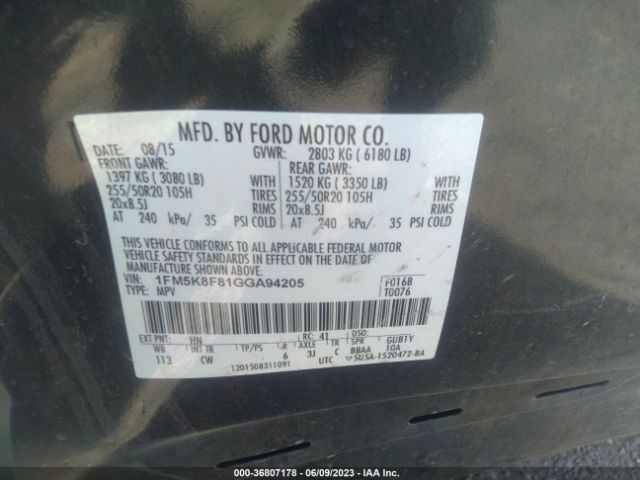 MFD. BY FORD MOTOR CO.
DATE: 08/15 GVWR: 2803 KG ( 6180 LB)
FRONT GAWR: REAR GAWR:
1397 KG ( 3080 LB) WITH 1520 KG ( 3350 LB) WITH
255/50R20 105H TIRES 255/50R20 105H TIRES
20x8.5J RIMS 20x8.5J RIMS
AT 240 kPa/ 35 PSI COLD AT 240 kPa/ 35 PSI COLD
THIS VEHICLE CONFORMS TO ALL APPLICABLE FEDERAL MOTOR
VEHICLE SAFETY STANDARDS IN EFFECT ON THE DATE OF
MANUFACTURE SHOWN ABOVE.
VIN: 1FM5K8F81GGA94205 F0168
TYPE: MPV T0076
EXT PNT: HN RC: 41 DSO:
WB INT TR TP/PS R AXLE TR SPR GUBTY
113 CW 6 3J C BBAA 10A
1201508311091 UTC 5USA-1520472-BA
000-36807178 - 06/09/2023 - IAA Inc.